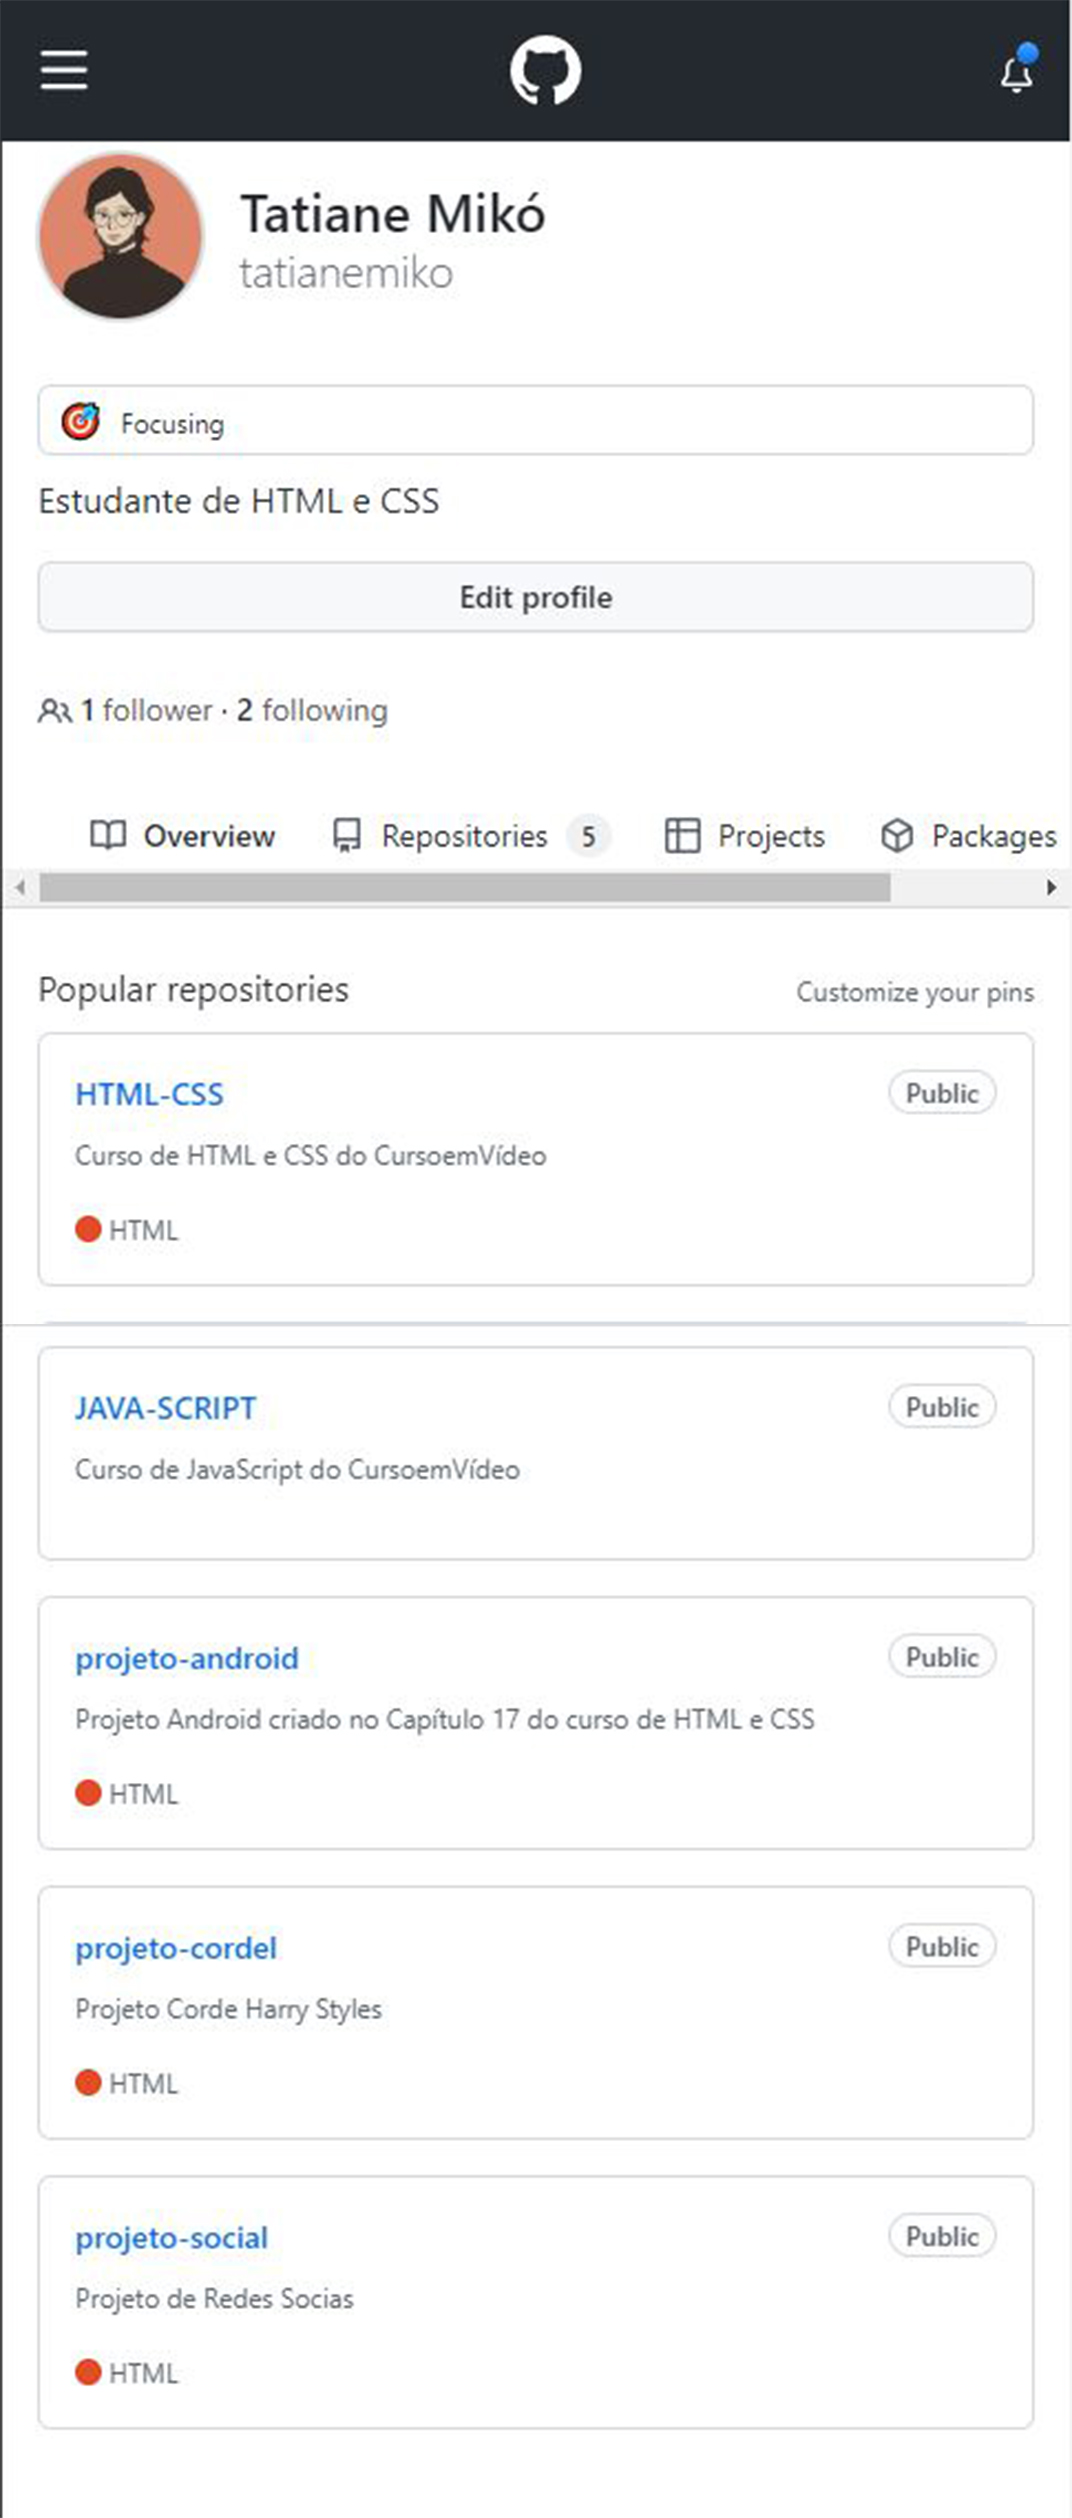 Tatiane Mikó
tatianemiko
Focusing
Estudante de HTML e CSS
Edit profile
1 follower · 2 following
Overview Repositories 5 Projects Packages
Popular repositories Customize your pins
HTML-CSS Public
Curso de HTML e CSS do CursoemVídeo
HTML
JAVA-SCRIPT Public
Curso de JavaScript do CursoemVídeo
projeto-android Public
Projeto Android criado no Capítulo 17 do curso de HTML e CSS
HTML
projeto-cordel Public
Projeto Corde Harry Styles
HTML
projeto-social Public
Projeto de Redes Socias
HTML